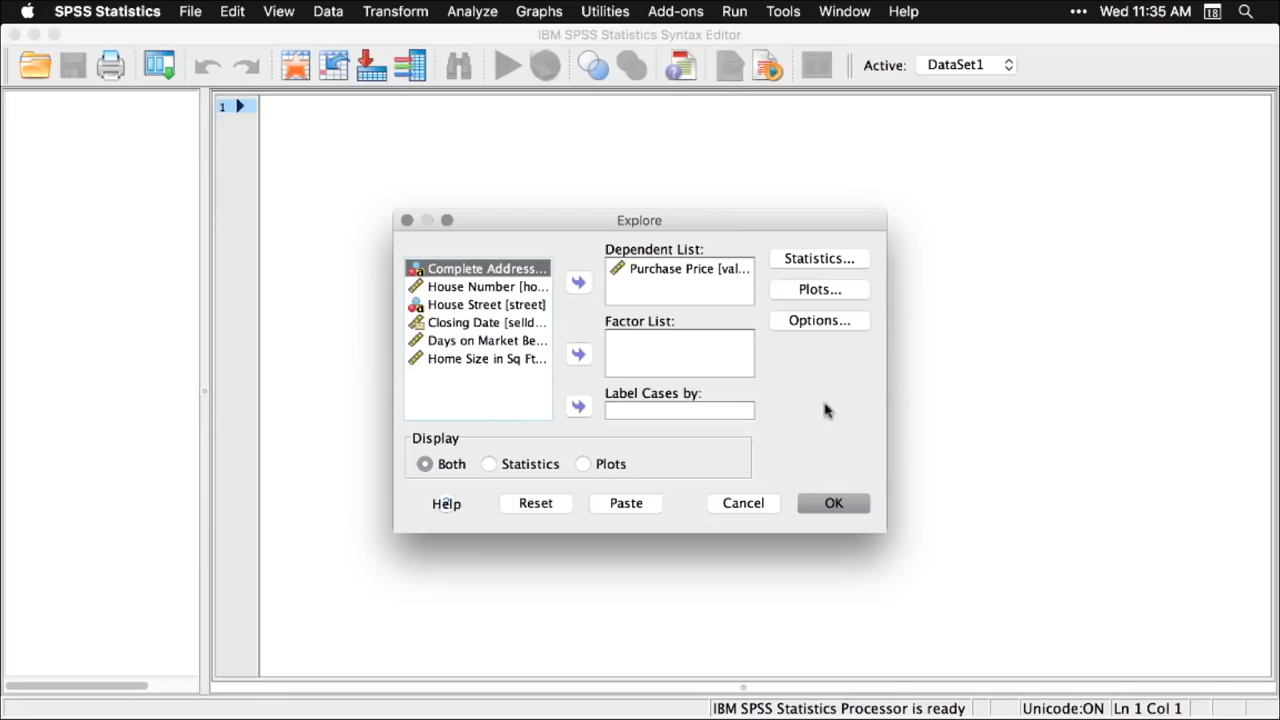 SPSS Statistics File Edit View Data Transform Analyze Graphs Utilities Add-ons Run Tools Window Help ••• Wed 11:35 AM 18
IBM SPSS Statistics Syntax Editor
Active: DataSet1
1
Explore
Complete Address...
House Number [ho...
House Street [street]
Closing Date [selld...
Days on Market Be...
Home Size in Sq Ft...
Dependent List:
Purchase Price [val...
Factor List:
Label Cases by:
Statistics...
Plots...
Options...
Display
Both Statistics Plots
Help Reset Paste Cancel OK
IBM SPSS Statistics Processor is ready Unicode:ON Ln 1 Col 1